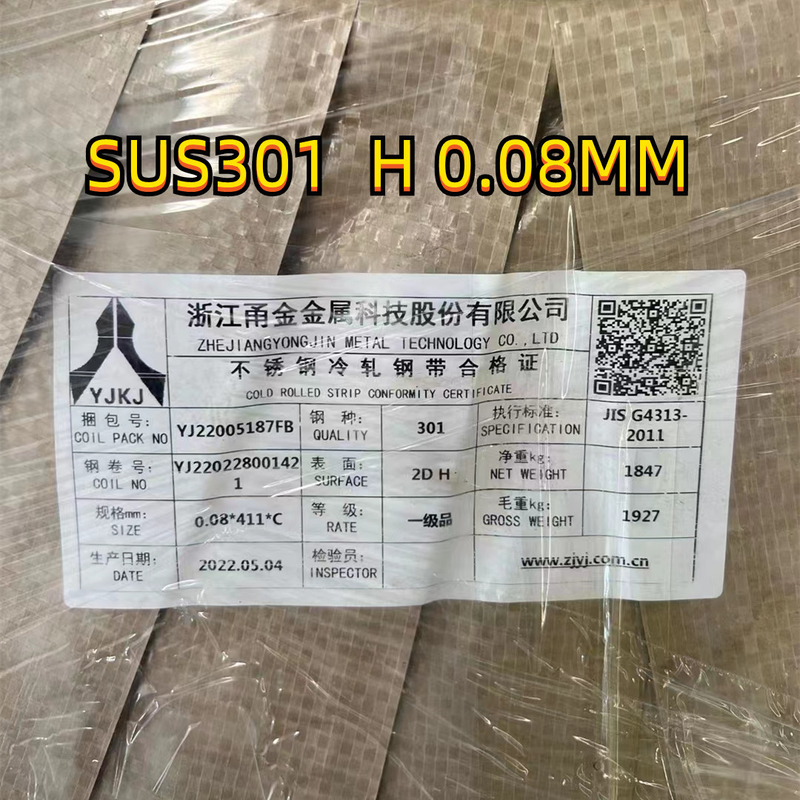 SUS301 H 0.08MM
浙江甬金金属科技股份有限公司
ZHEJIANGYONGJIN METAL TECHNOLOGY CO.,LTD
不锈钢冷轧钢带合格证
COLD ROLLED STRIP CONFORMITY CERTIFICATE
YJKJ
捆包号: YJ22005187FB 钢种: 301 执行标准: JIS G4313-
COIL PACK NO QUALITY SPECIFICATION 2011
钢卷号: YJ22022800142 表面: 2D H 净重kg: 1847
COIL NO 1 SURFACE NET WEIGHT
规格mm: 0.08*411*C 等级: 一级品 毛重kg: 1927
SIZE RATE GROSS WEIGHT
生产日期: 2022.05.04 检验员: www.zjyj.com.cn
DATE INSPECTOR